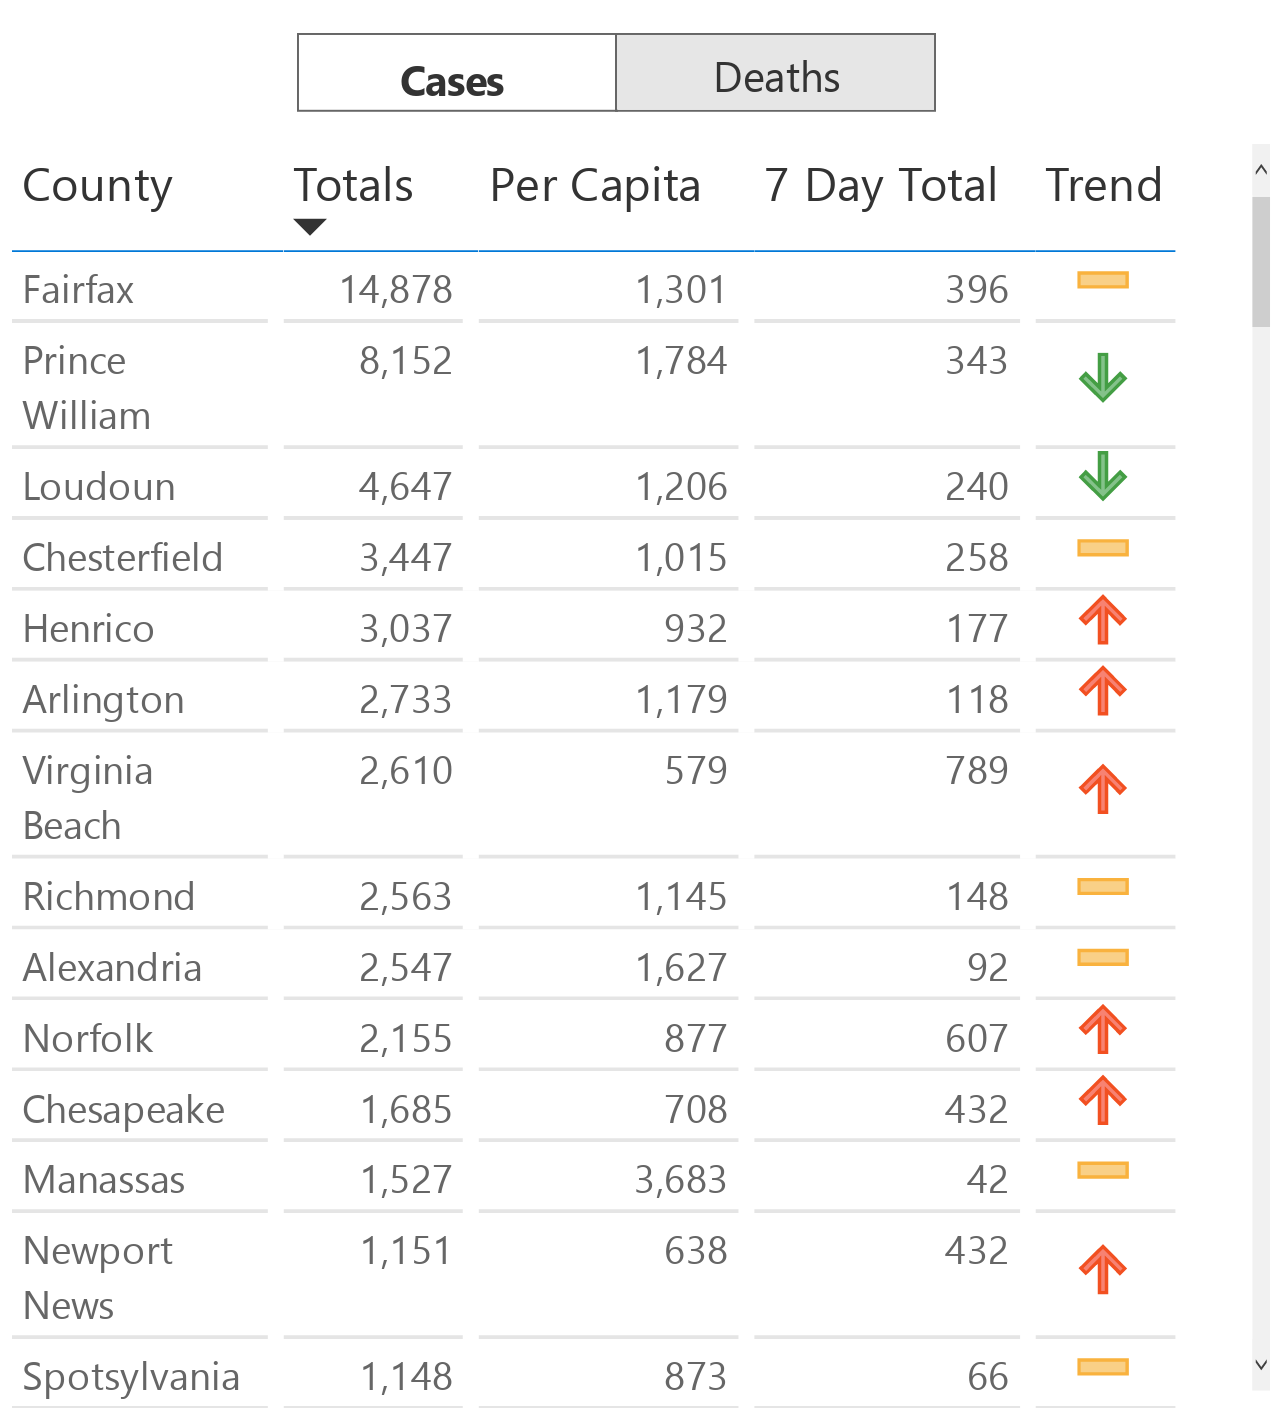 Cases Deaths
County Totals Per Capita 7 Day Total Trend
Fairfax 14,878 1,301 396
Prince 8,152 1,784 343
William
Loudoun 4,647 1,206 240
Chesterfield 3,447 1,015 258
Henrico 3,037 932 177
Arlington 2,733 1,179 118
Virginia 2,610 579 789
Beach
Richmond 2,563 1,145 148
Alexandria 2,547 1,627 92
Norfolk 2,155 877 607
Chesapeake 1,685 708 432
Manassas 1,527 3,683 42
Newport 1,151 638 432
News
Spotsylvania 1,148 873 66